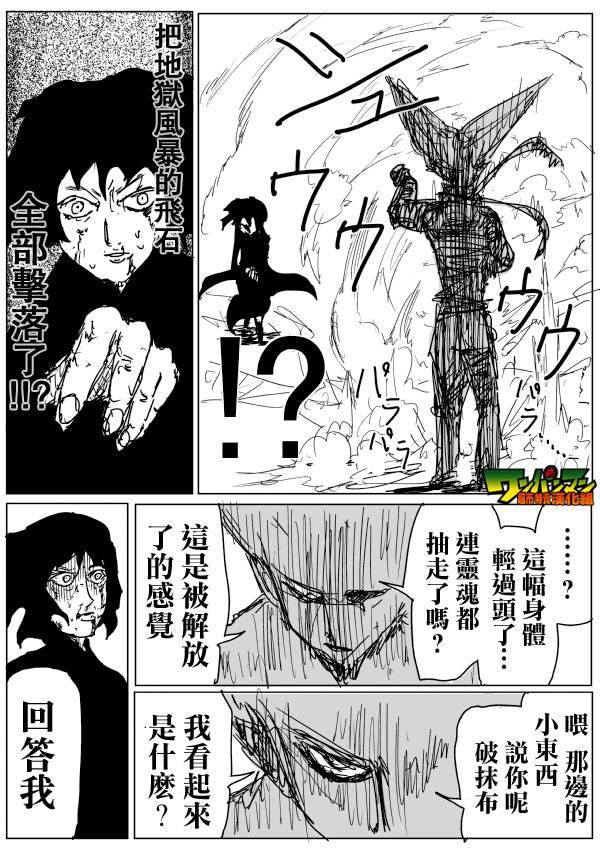 シュウウウウウ
パラパラ
パラ……
!?
把地獄風暴的飛石
全部擊落了!!?
ワンパンマン
………?
這幅身體
輕過頭了…
連靈魂都
抽走了嗎?
這是被解放
了的感覺
喂 那邊的
小東西
說你呢
破抹布
我看起來
是什麽?
回答我